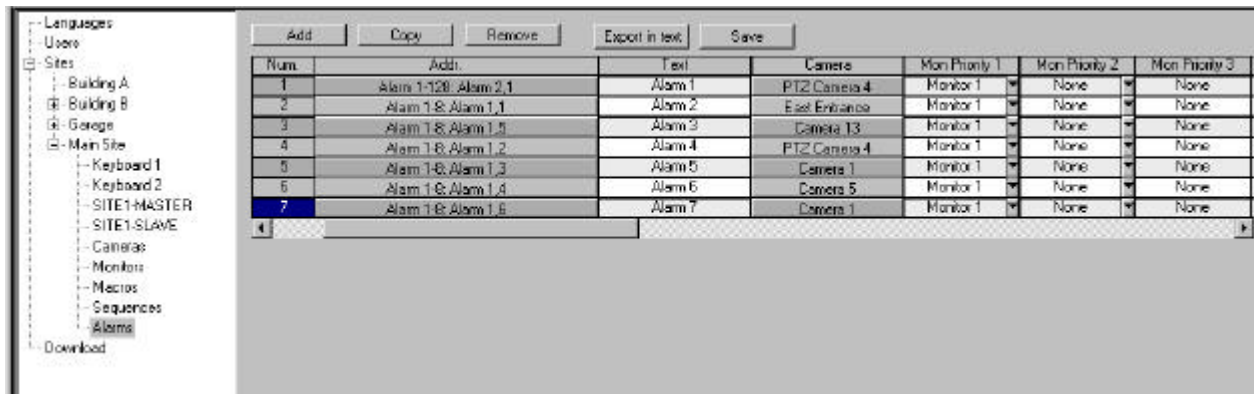 Languages
Users
Sites
Building A
Building B
Garage
Main Site
Keyboard 1
Keyboard 2
SITE1-MASTER
SITE1-SLAVE
Cameras
Monitors
Macros
Sequences
Alarms
Download
Add Copy Remove Export in text Save
Num. Addr. Text Camera Mon Priority 1 Mon Priority 2 Mon Priority 3
1 Alarm 1-128: Alarm 2,1 Alarm 1 PTZ Camera 4 Monitor 1 None None
2 Alarm 1-8: Alarm 1,1 Alarm 2 East Entrance Monitor 1 None None
3 Alarm 1-8: Alarm 1,5 Alarm 3 Camera 13 Monitor 1 None None
4 Alarm 1-8: Alarm 1,2 Alarm 4 PTZ Camera 4 Monitor 1 None None
5 Alarm 1-8: Alarm 1,3 Alarm 5 Camera 1 Monitor 1 None None
6 Alarm 1-8: Alarm 1,4 Alarm 6 Camera 5 Monitor 1 None None
7 Alarm 1-8: Alarm 1,6 Alarm 7 Camera 1 Monitor 1 None None